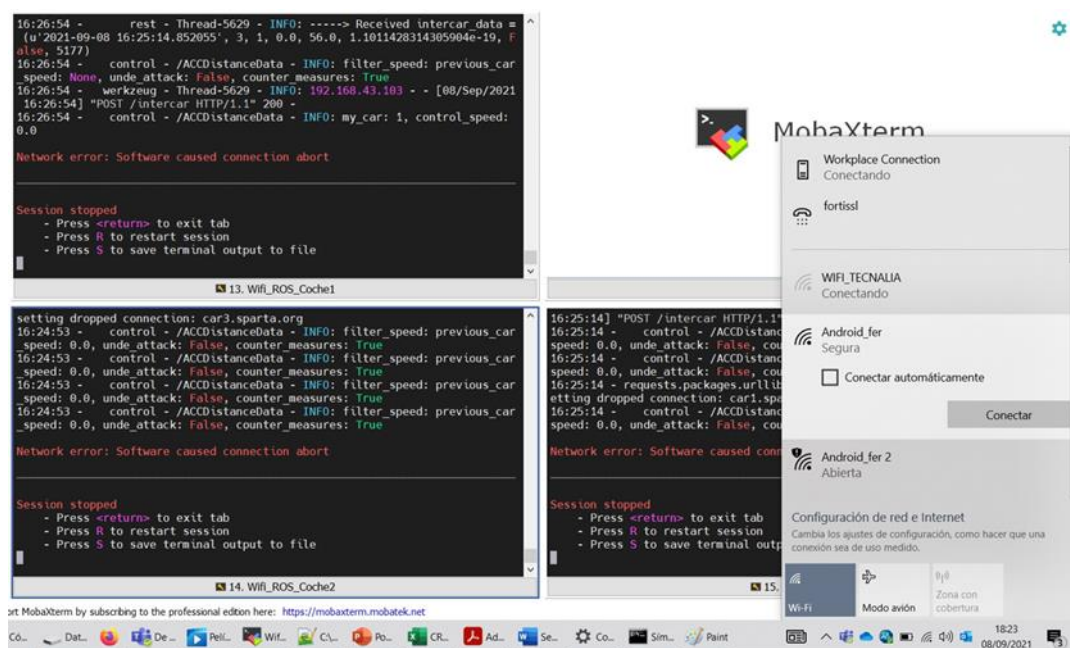 16:26:54 - rest - Thread-5629 - INFO: -----> Received intercar_data =
(u'2021-09-08 16:25:14.852055', 3, 1, 0.0, 56.0, 1.1011428314305904e-19, F
alse, 5177)
16:26:54 - control - /ACCDistanceData - INFO: filter_speed: previous_car
_speed: None, unde_attack: False, counter_measures: True
16:26:54 - werkzeug - Thread-5629 - INFO: 192.168.43.103 - - [08/Sep/2021
16:26:54] "POST /intercar HTTP/1.1" 200 -
16:26:54 - control - /ACCDistanceData - INFO: my_car: 1, control_speed:
0.0
Network error: Software caused connection abort
Session stopped
- Press <return> to exit tab
- Press R to restart session
- Press S to save terminal output to file
13. Wifi_ROS_Coche1
MobaXterm
setting dropped connection: car3.sparta.org
16:24:53 - control - /ACCDistanceData - INFO: filter_speed: previous_car
_speed: 0.0, unde_attack: False, counter_measures: True
16:24:53 - control - /ACCDistanceData - INFO: filter_speed: previous_car
_speed: 0.0, unde_attack: False, counter_measures: True
16:24:53 - control - /ACCDistanceData - INFO: filter_speed: previous_car
_speed: 0.0, unde_attack: False, counter_measures: True
16:24:53 - control - /ACCDistanceData - INFO: filter_speed: previous_car
_speed: 0.0, unde_attack: False, counter_measures: True
Network error: Software caused connection abort
Session stopped
- Press <return> to exit tab
- Press R to restart session
- Press S to save terminal output to file
14. Wifi_ROS_Coche2
16:25:14] "POST /intercar HTTP/1.1"
16:25:14 - control - /ACCDistanc
speed: 0.0, unde_attack: False, cou
16:25:14 - control - /ACCDistanc
speed: 0.0, unde_attack: False, cou
16:25:14 - requests.packages.urllib
etting dropped connection: car1.spa
16:25:14 - control - /ACCDistanc
speed: 0.0, unde_attack: False, cou
Network error: Software caused conn
Session stopped
- Press <return> to exit tab
- Press R to restart session
- Press S to save terminal outp
15.
Workplace Connection
Conectando
fortissl
WIFI_TECNALIA
Conectando
Android_fer
Segura
Conectar automáticamente
Conectar
Android_fer 2
Abierta
Configuración de red e Internet
Cambia los ajustes de configuración, como hacer que una
conexión sea de uso medido.
Wi-Fi
Modo avión
Zona con
cobertura
ort MobaXterm by subscribing to the professional edition here: https://mobaxterm.mobatek.net
Có... Dat... De... Pelí... Wif... C:\... Po... CR... Ad... Se... Co... Sím... Paint
18:23
08/09/2021
3